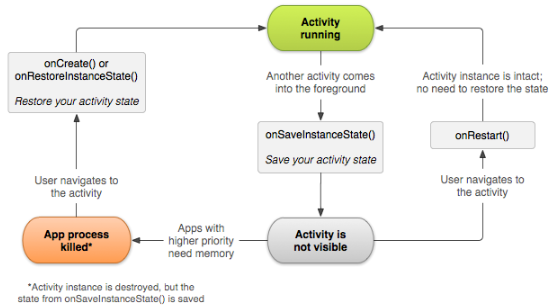 Activity
running
onCreate() or
onRestoreInstanceState()
Restore your activity state
Another activity comes
into the foreground
Activity instance is intact;
no need to restore the state
onSaveInstanceState()
Save your activity state
onRestart()
User navigates to
the activity
User navigates to
the activity
App process
killed*
Apps with
higher priority
need memory
Activity is
not visible
*Activity instance is destroyed, but the
state from onSaveInstanceState() is saved